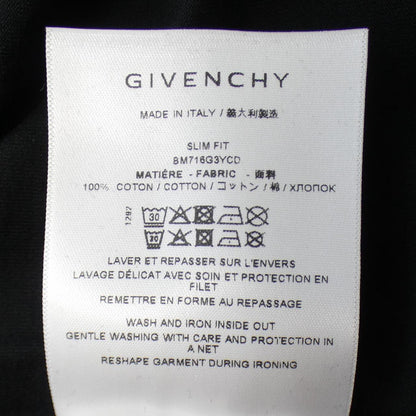 GIVENCHY
MADE IN ITALY / 義大利製造
SLIM FIT
BM716G3YCD
MATIÈRE - FABRIC - 面料
100% COTON / COTTON / コットン / 棉 / ХЛОПОК
1297
30
30
LAVER ET REPASSER SUR L'ENVERS
LAVAGE DÉLICAT AVEC SOIN ET PROTECTION EN
FILET
REMETTRE EN FORME AU REPASSAGE
WASH AND IRON INSIDE OUT
GENTLE WASHING WITH CARE AND PROTECTION IN
A NET
RESHAPE GARMENT DURING IRONING